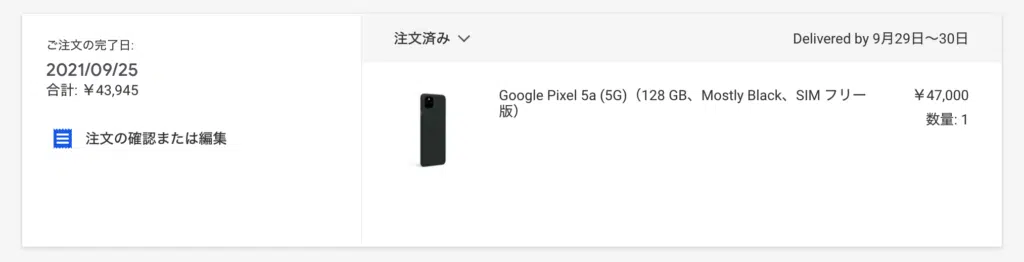 ご注文の完了日:
2021/09/25
合計: ￥43,945
注文の確認または編集
注文済み
Delivered by 9月29日〜30日
Google Pixel 5a (5G)（128 GB、Mostly Black、SIM フリー
版）
￥47,000
数量: 1